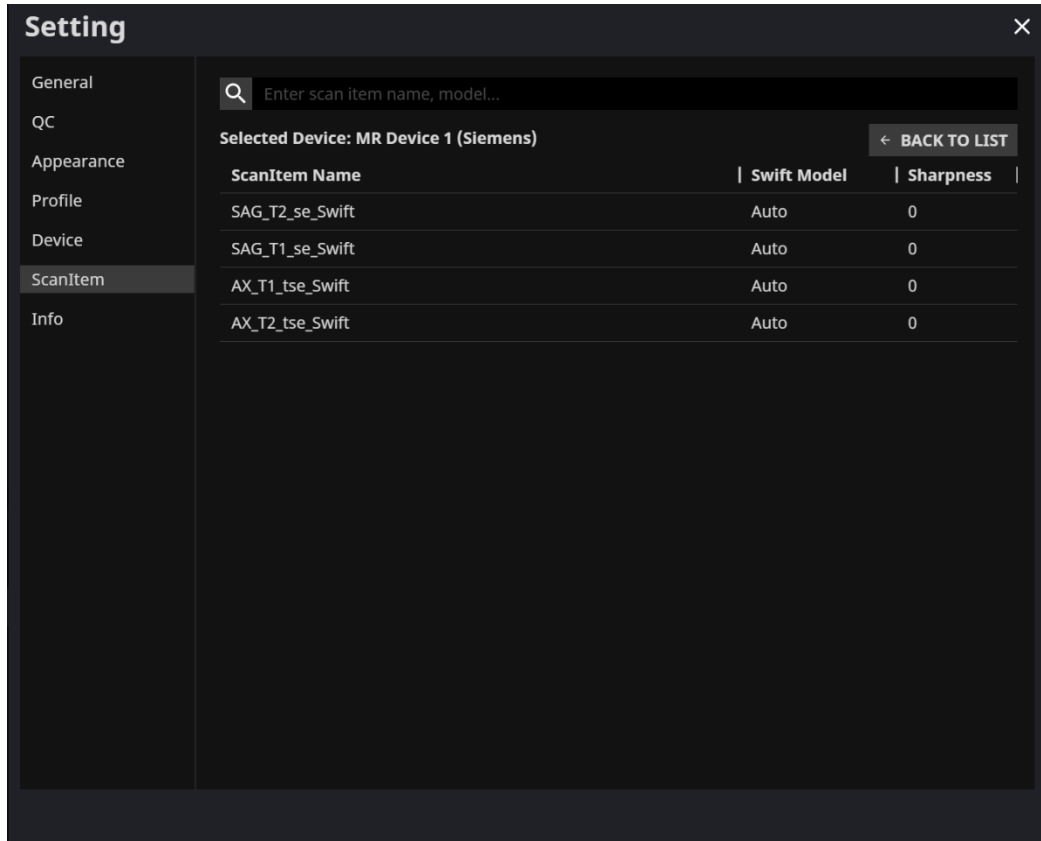 Setting
General
QC
Appearance
Profile
Device
ScanItem
Info
Enter scan item name, model...
Selected Device: MR Device 1 (Siemens)
← BACK TO LIST
ScanItem Name | Swift Model | Sharpness |
SAG_T2_se_Swift Auto 0
SAG_T1_se_Swift Auto 0
AX_T1_tse_Swift Auto 0
AX_T2_tse_Swift Auto 0